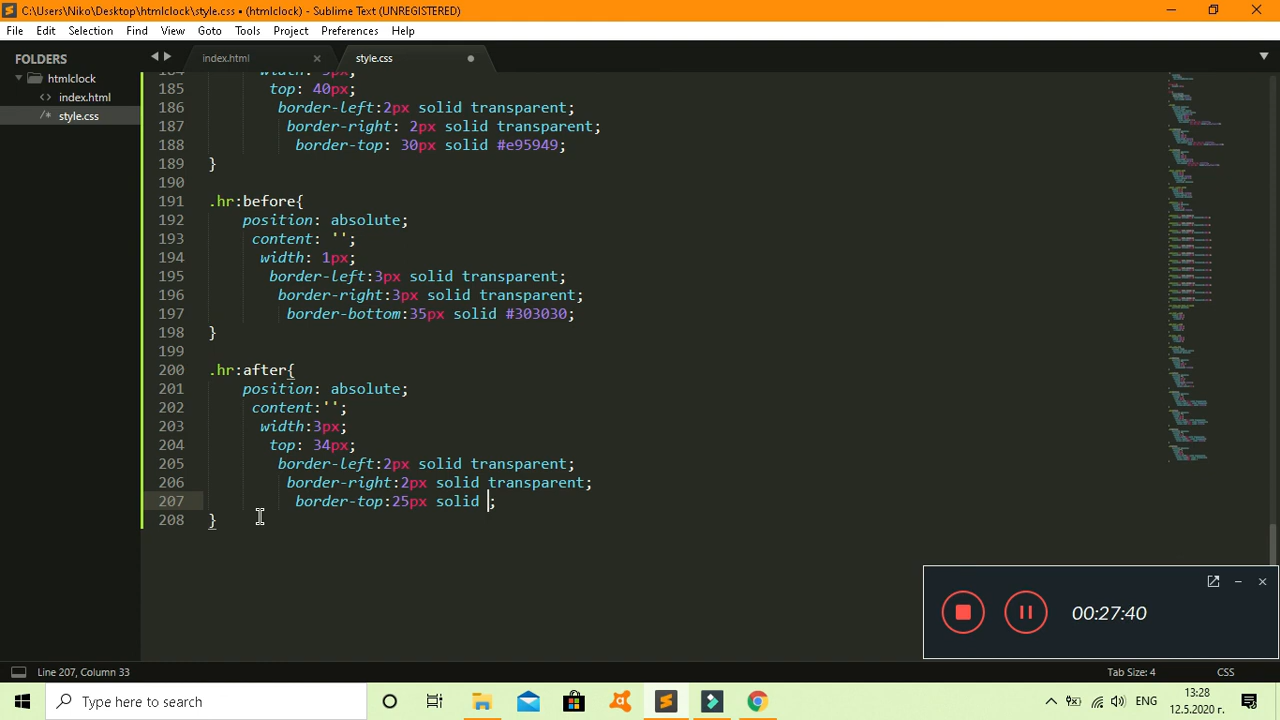 C:\Users\Niko\Desktop\htmlclock\style.css • (htmlclock) - Sublime Text (UNREGISTERED)
File Edit Selection Find View Goto Tools Project Preferences Help
FOLDERS
htmlclock
index.html
style.css
index.html
style.css
184 width: 3px;
185 top: 40px;
186 border-left:2px solid transparent;
187 border-right: 2px solid transparent;
188 border-top: 30px solid #e95949;
189 }
190
191 .hr:before{
192 position: absolute;
193 content: '';
194 width: 1px;
195 border-left:3px solid transparent;
196 border-right:3px solid transparent;
197 border-bottom:35px solid #303030;
198 }
199
200 .hr:after{
201 position: absolute;
202 content:'';
203 width:3px;
204 top: 34px;
205 border-left:2px solid transparent;
206 border-right:2px solid transparent;
207 border-top:25px solid ;
208 }
00:27:40
Line 207, Column 33
Tab Size: 4
CSS
Type here to search
ENG
13:28
12.5.2020 г.